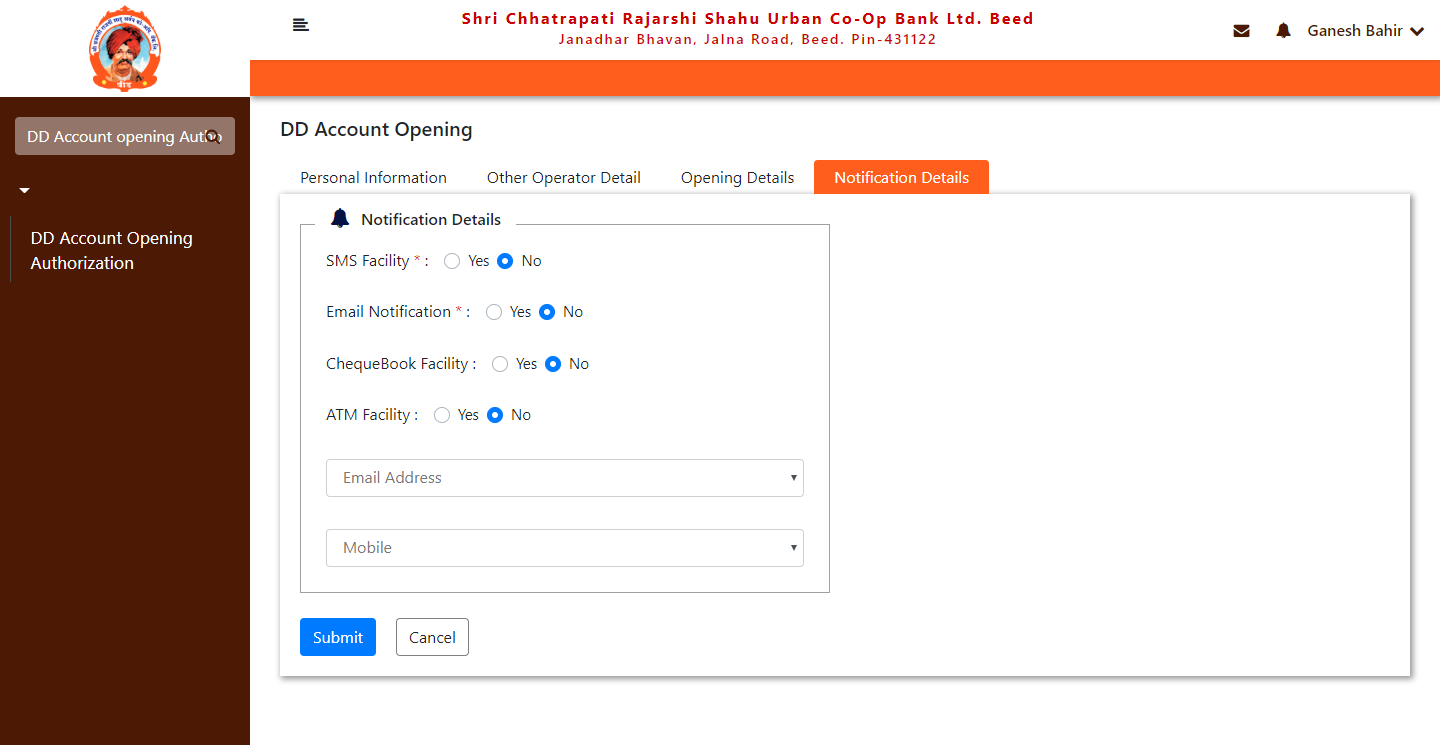 Shri Chhatrapati Rajarshi Shahu Urban Co-Op Bank Ltd. Beed
Janadhar Bhavan, Jalna Road, Beed. Pin-431122
Ganesh Bahir
बीड
DD Account opening Autho
DD Account Opening
Authorization
DD Account Opening
Personal Information
Other Operator Detail
Opening Details
Notification Details
Notification Details
SMS Facility * : Yes No
Email Notification * : Yes No
ChequeBook Facility : Yes No
ATM Facility : Yes No
Email Address
Mobile
Submit
Cancel